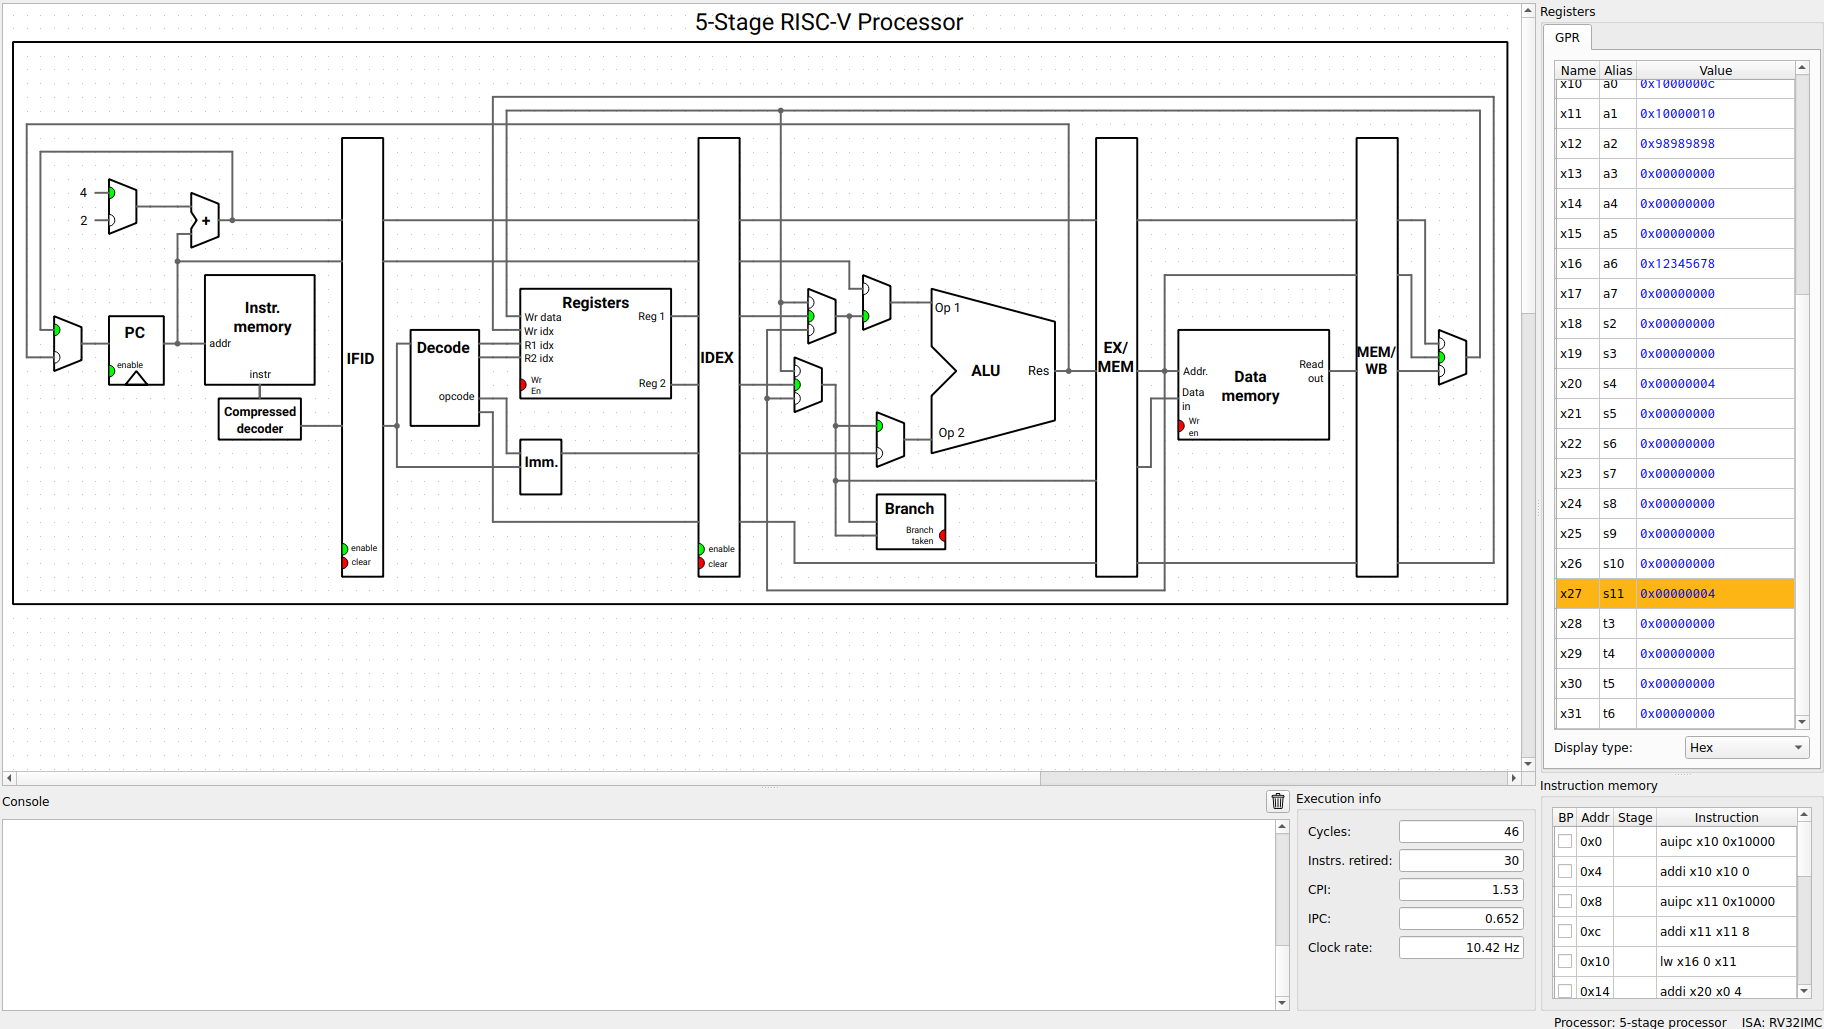 5-Stage RISC-V Processor
4
2
+
PC
enable
Instr.
memory
addr
instr
Compressed
decoder
IFID
enable
clear
Decode
opcode
Registers
Wr data
Wr idx
R1 idx
R2 idx
Wr
En
Reg 1
Reg 2
Imm.
IDEX
enable
clear
Op 1
ALU
Res
Op 2
Branch
Branch
taken
EX/
MEM
Addr.
Data
in
Wr
en
Data
memory
Read
out
MEM/
WB
Registers
GPR
Name Alias Value
x10 a0 0x1000000c
x11 a1 0x10000010
x12 a2 0x98989898
x13 a3 0x00000000
x14 a4 0x00000000
x15 a5 0x00000000
x16 a6 0x12345678
x17 a7 0x00000000
x18 s2 0x00000000
x19 s3 0x00000000
x20 s4 0x00000004
x21 s5 0x00000000
x22 s6 0x00000000
x23 s7 0x00000000
x24 s8 0x00000000
x25 s9 0x00000000
x26 s10 0x00000000
x27 s11 0x00000004
x28 t3 0x00000000
x29 t4 0x00000000
x30 t5 0x00000000
x31 t6 0x00000000
Display type: Hex
Console
Execution info
Cycles: 46
Instrs. retired: 30
CPI: 1.53
IPC: 0.652
Clock rate: 10.42 Hz
Instruction memory
BP Addr Stage Instruction
0x0 auipc x10 0x10000
0x4 addi x10 x10 0
0x8 auipc x11 0x10000
0xc addi x11 x11 8
0x10 lw x16 0 x11
0x14 addi x20 x0 4
Processor: 5-stage processor ISA: RV32IMC